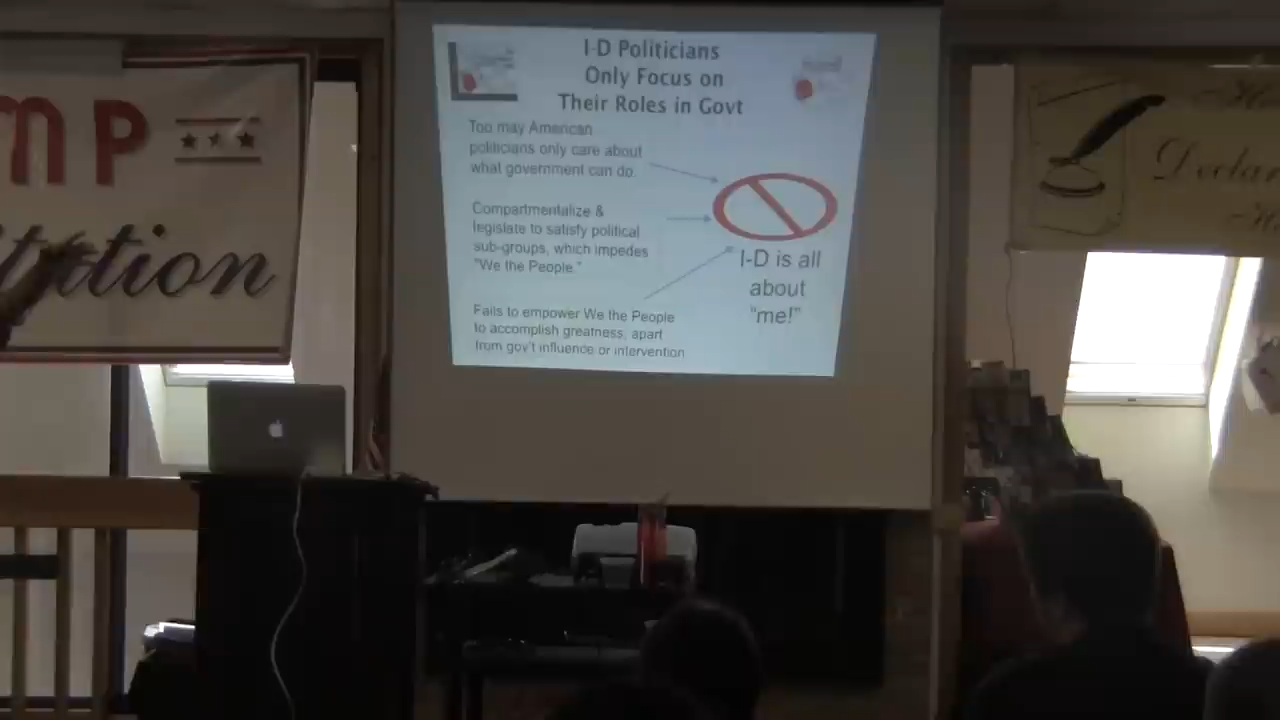 MP
itution
I-D Politicians
Only Focus on
Their Roles in Govt
Too may American
politicians only care about
what government can do.
Compartmentalize &
legislate to satisfy political
sub-groups, which impedes
"We the People."
Fails to empower We the People
to accomplish greatness, apart
from gov't influence or intervention
I-D is all
about
"me!"
Declar